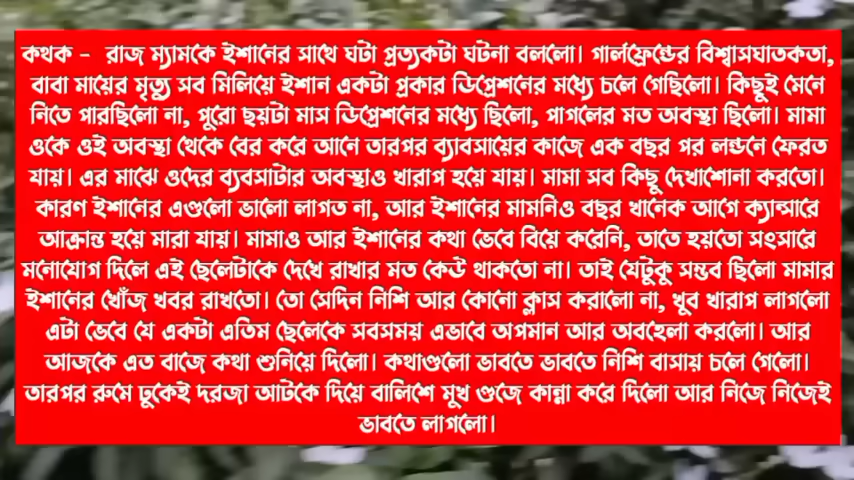 কথক - রাজ ম্যামকে ইশানের সাথে ঘটা প্রত্যকটা ঘটনা বললো। গার্লফ্রেন্ডের বিশ্বাসঘাতকতা,
বাবা মায়ের মৃত্যু সব মিলিয়ে ইশান একটা প্রকার ডিপ্রেশনের মধ্যে চলে গেছিলো। কিছুই মেনে
নিতে পারছিলো না, পুরো ছয়টা মাস ডিপ্রেশনের মধ্যে ছিলো, পাগলের মত অবস্থা ছিলো। মামা
ওকে ওই অবস্থা থেকে বের করে আনে তারপর ব্যাবসায়ের কাজে এক বছর পর লন্ডনে ফেরত
যায়। এর মাঝে ওদের ব্যবসাটার অবস্থাও খারাপ হয়ে যায়। মামা সব কিছু দেখাশোনা করতো।
কারণ ইশানের এগুলো ভালো লাগত না, আর ইশানের মামনিও বছর খানেক আগে ক্যান্সারে
আক্রান্ত হয়ে মারা যায়। মামাও আর ইশানের কথা ভেবে বিয়ে করেনি, তাতে হয়তো সংসারে
মনোযোগ দিলে এই ছেলেটাকে দেখে রাখার মত কেউ থাকতো না। তাই যেটুকু সম্ভব ছিলো মামার
ইশানের খোঁজ খবর রাখতো। তো সেদিন নিশি আর কোনো ক্লাস করালো না, খুব খারাপ লাগলো
এটা ভেবে যে একটা এতিম ছেলেকে সবসময় এভাবে অপমান আর অবহেলা করলো। আর
আজকে এত বাজে কথা শুনিয়ে দিলো। কথাগুলো ভাবতে ভাবতে নিশি বাসায় চলে গেলো।
তারপর রুমে ঢুকেই দরজা আটকে দিয়ে বালিশে মুখ গুজে কান্না করে দিলো আর নিজে নিজেই
ভাবতে লাগলো।